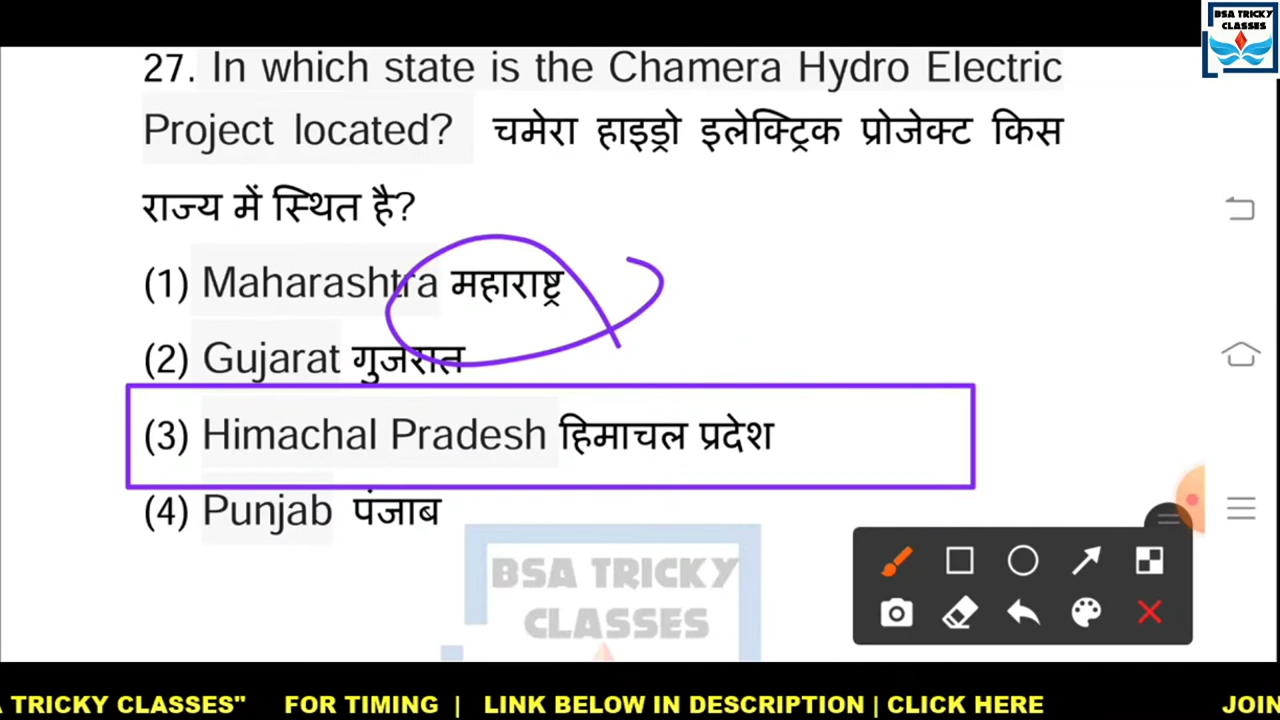 BSA TRICKY
CLASSES
27. In which state is the Chamera Hydro Electric
Project located? चमेरा हाइड्रो इलेक्ट्रिक प्रोजेक्ट किस
राज्य में स्थित है?
(1) Maharashtra महाराष्ट्र
(2) Gujarat गुजरात
(3) Himachal Pradesh हिमाचल प्रदेश
(4) Punjab पंजाब
BSA TRICKY
CLASSES
A TRICKY CLASSES" FOR TIMING | LINK BELOW IN DESCRIPTION | CLICK HERE JOIN